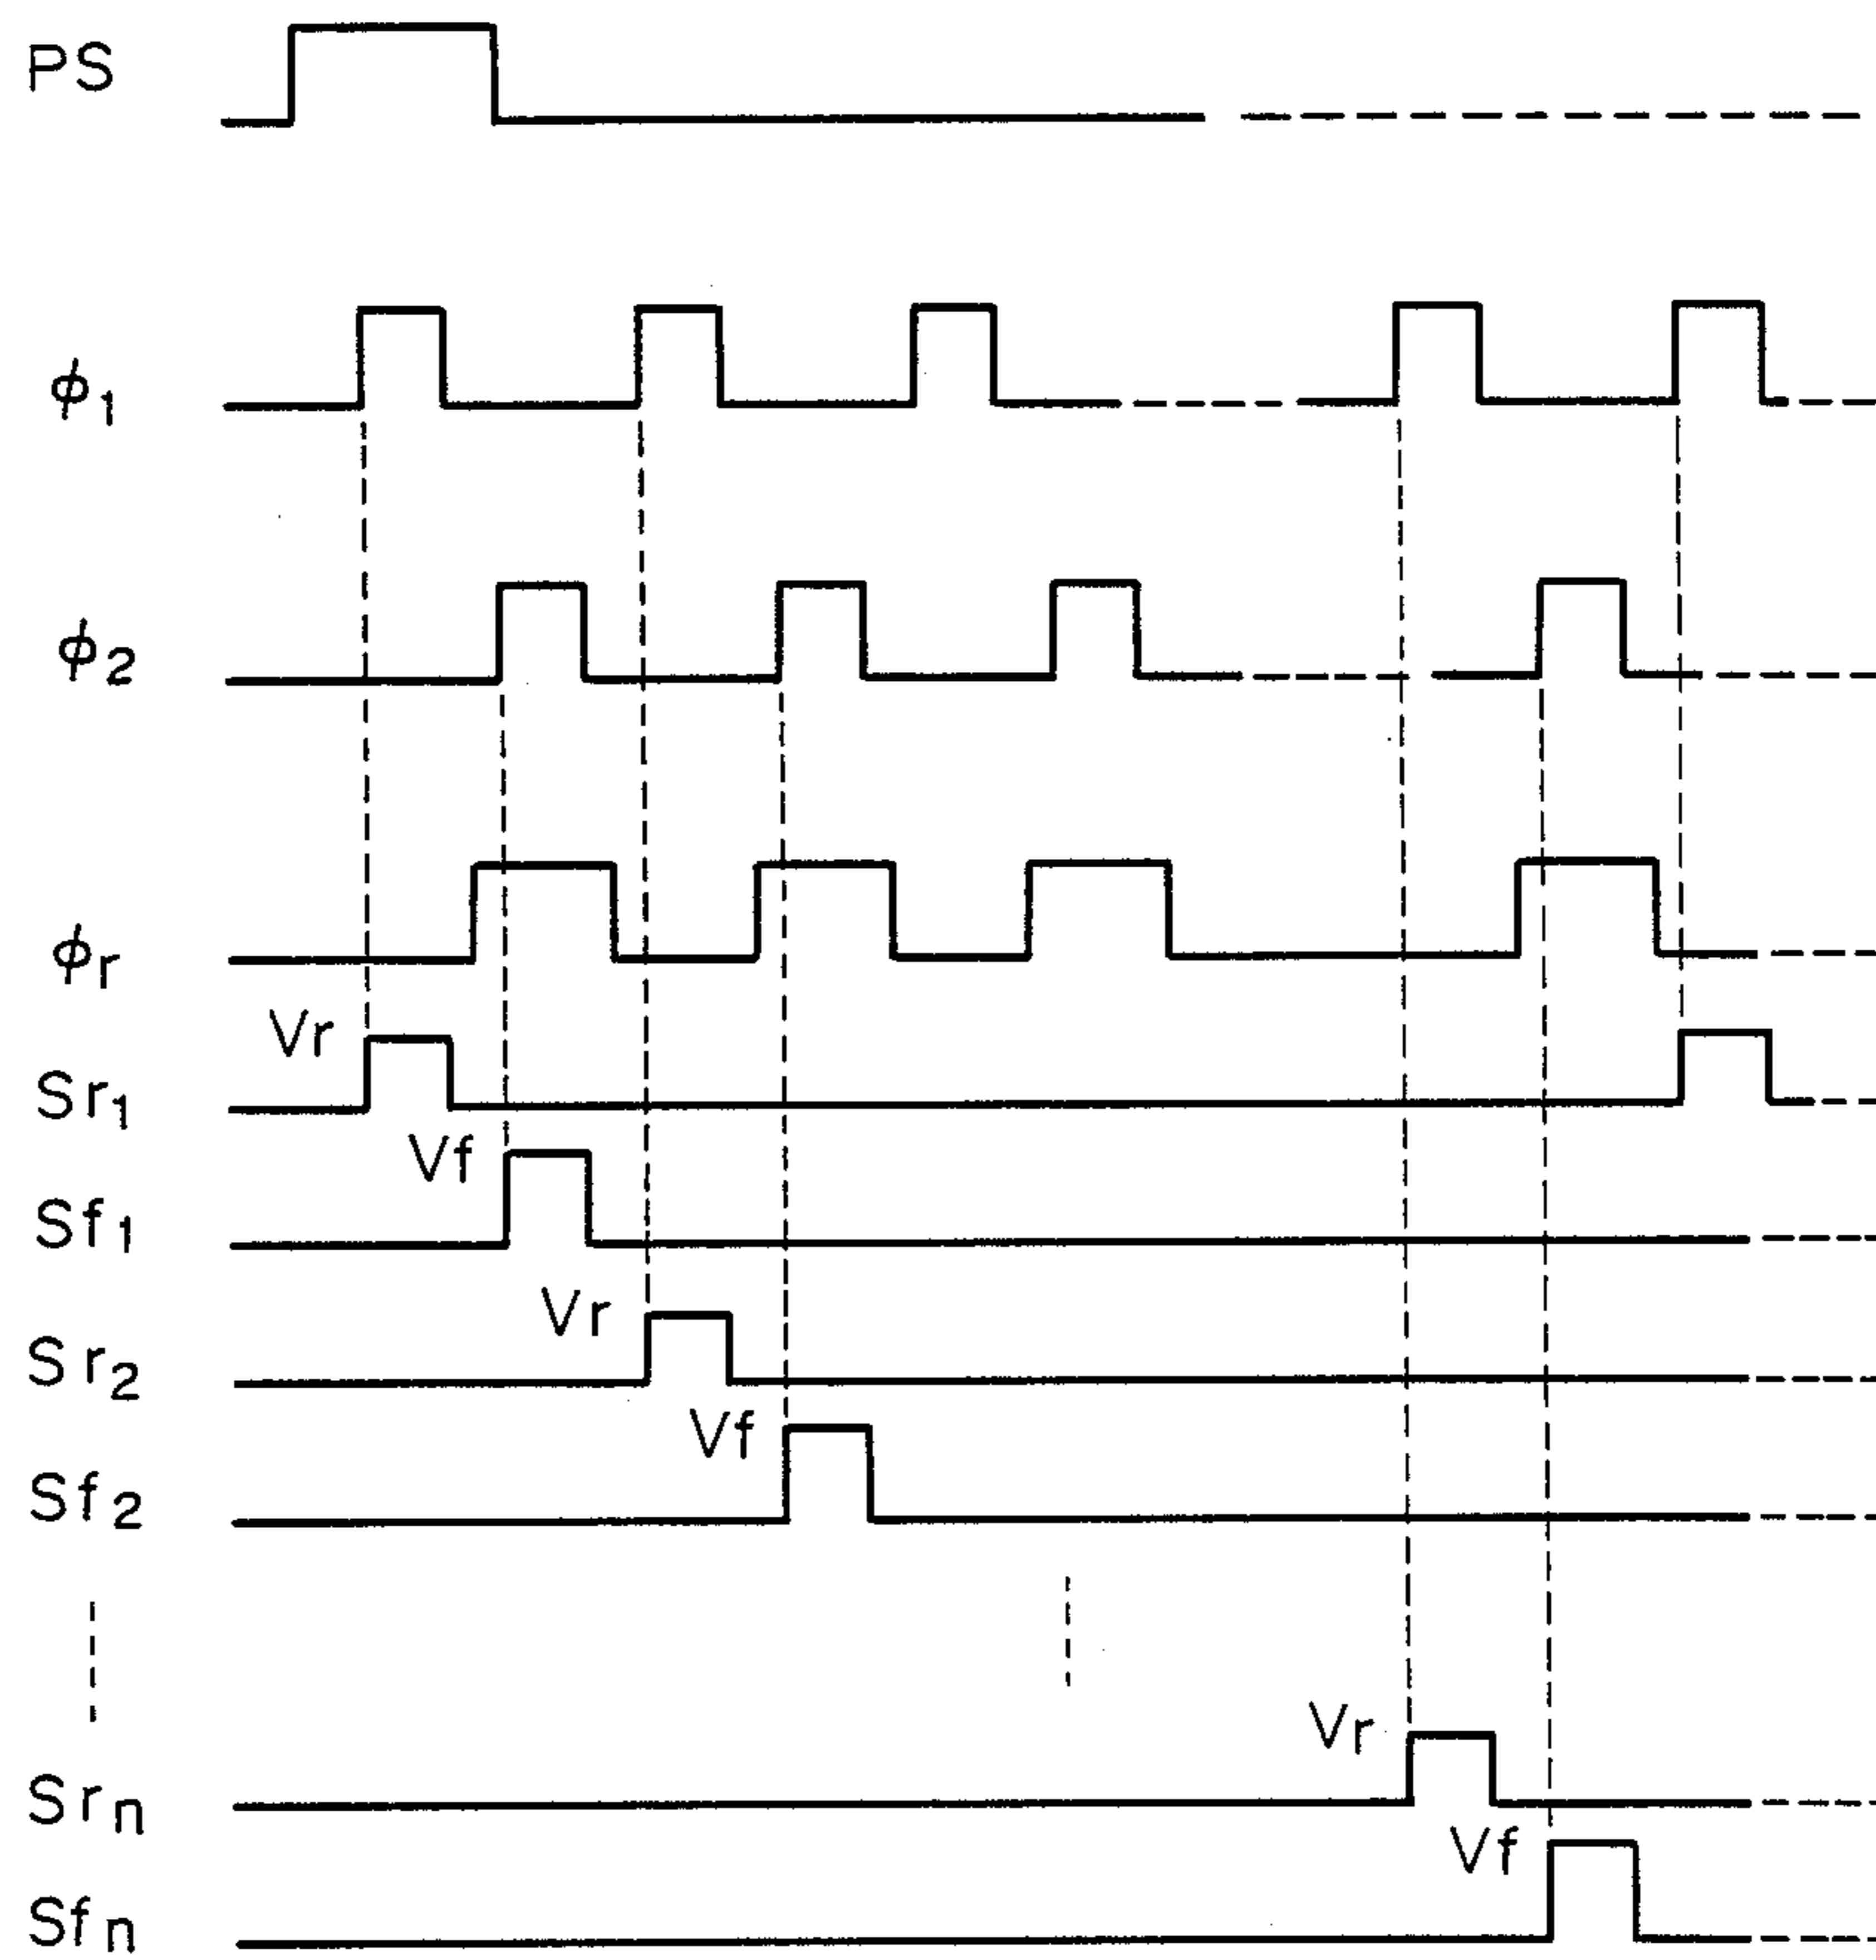 PS
ϕ1
ϕ2
ϕr
Vr
Sr1
Vf
Sf1
Vr
Sr2
Vf
Sf2
Vr
Srn
Vf
Sfn